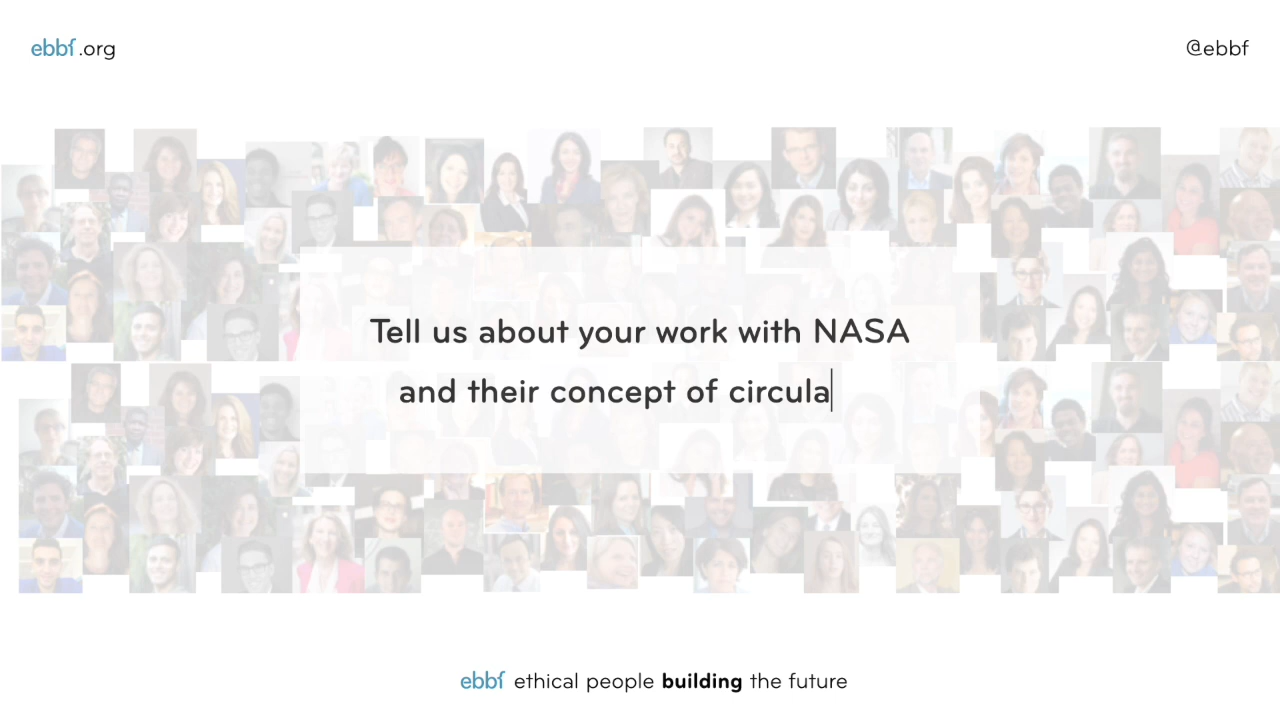 ebbf.org
@ebbf
Tell us about your work with NASA
and their concept of circula
ebbf ethical people building the future